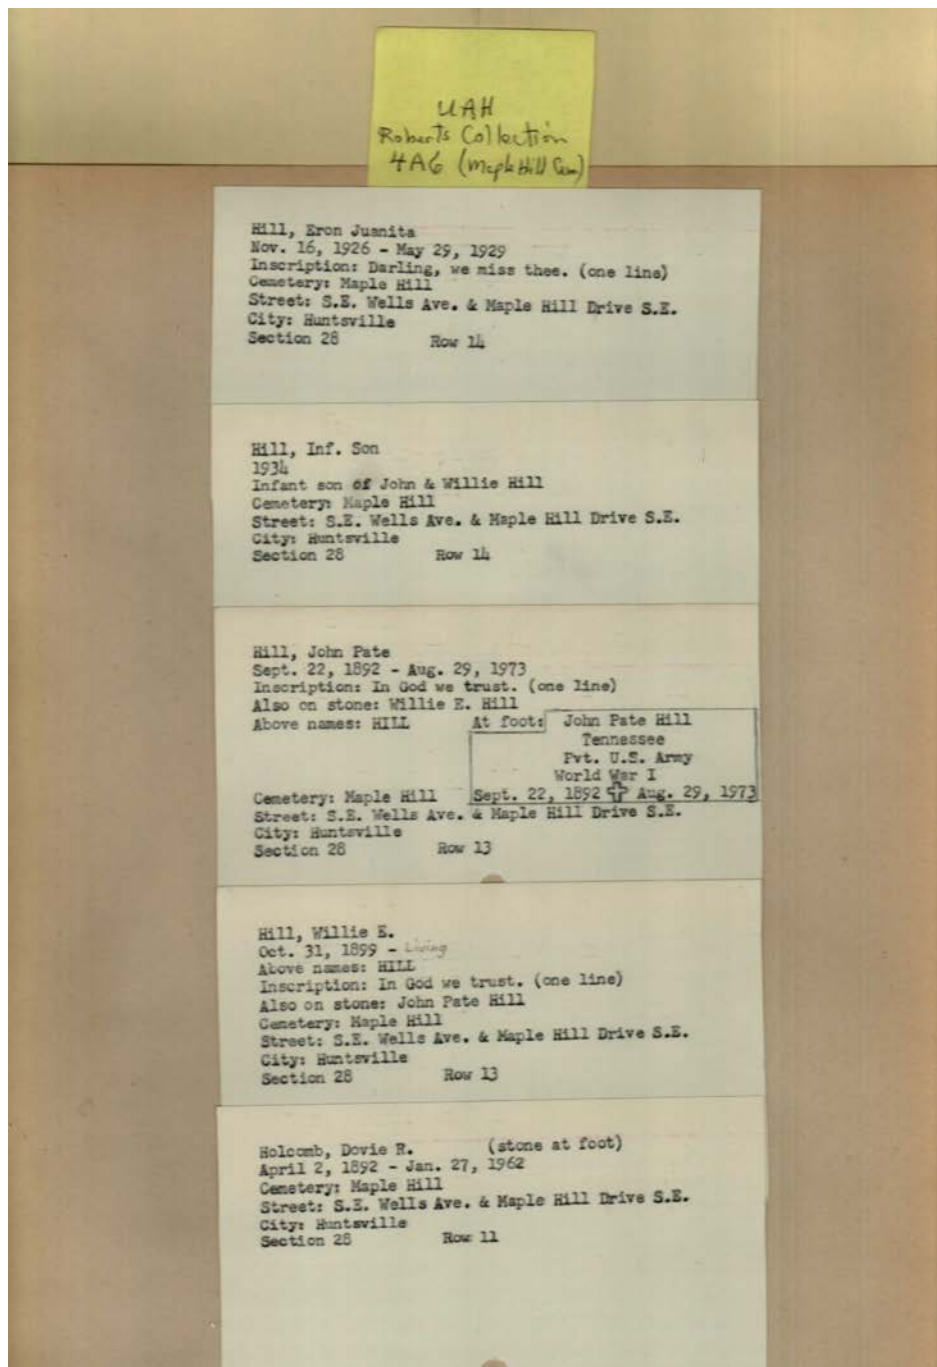 UAH
Roberts Collection
4A6 (Maple Hill Cem)
Hill, Eron Juanita
Nov. 16, 1926 - May 29, 1929
Inscription: Darling, we miss thee. (one line)
Cemetery: Maple Hill
Street: S.E. Wells Ave. & Maple Hill Drive S.E.
City: Huntsville
Section 28 Row 14
Hill, Inf. Son
1934
Infant son of John & Willie Hill
Cemetery: Maple Hill
Street: S.E. Wells Ave. & Maple Hill Drive S.E.
City: Huntsville
Section 28 Row 14
Hill, John Pate
Sept. 22, 1892 - Aug. 29, 1973
Inscription: In God we trust. (one line)
Also on stone: Willie E. Hill
Above names: HILL At foot: John Pate Hill
Tennessee
Pvt. U.S. Army
World War I
Cemetery: Maple Hill Sept. 22, 1892 ✝ Aug. 29, 1973
Street: S.E. Wells Ave. & Maple Hill Drive S.E.
City: Huntsville
Section 28 Row 13
Hill, Willie E.
Oct. 31, 1899 - Living
Above names: HILL
Inscription: In God we trust. (one line)
Also on stone: John Pate Hill
Cemetery: Maple Hill
Street: S.E. Wells Ave. & Maple Hill Drive S.E.
City: Huntsville
Section 28 Row 13
Holcomb, Dovie R. (stone at foot)
April 2, 1892 - Jan. 27, 1962
Cemetery: Maple Hill
Street: S.E. Wells Ave. & Maple Hill Drive S.E.
City: Huntsville
Section 28 Row 11